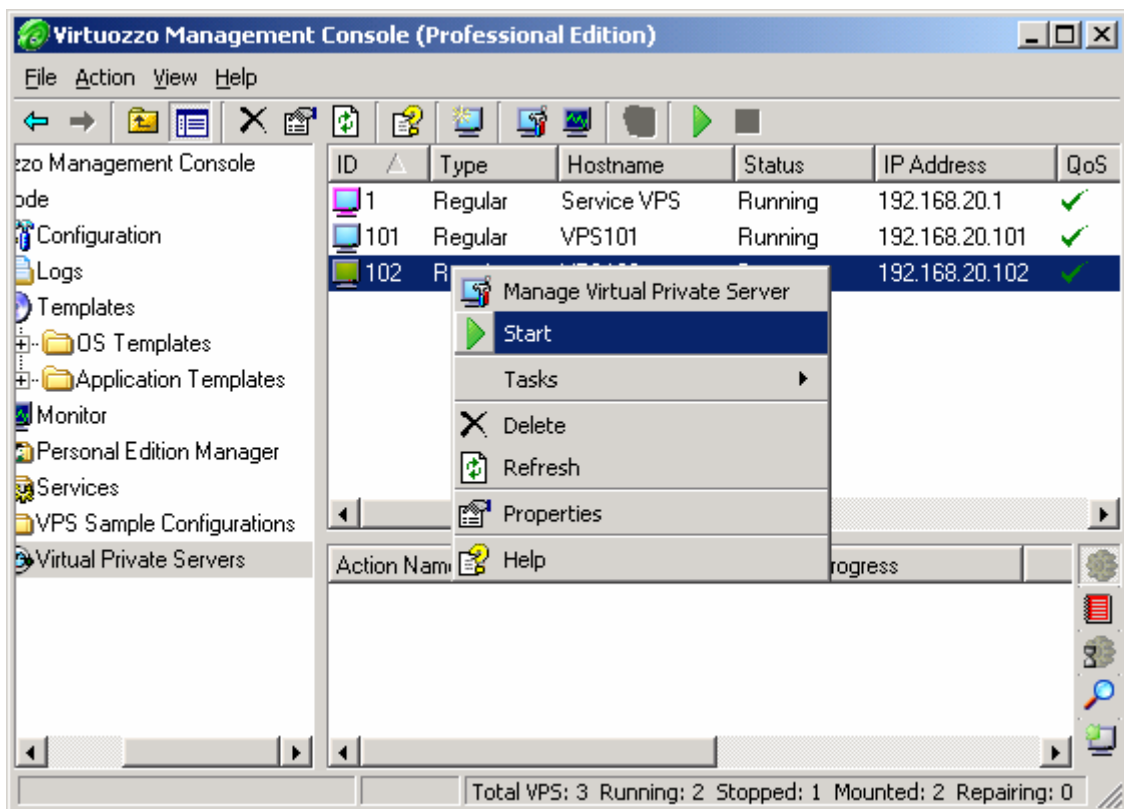 Virtuozzo Management Console (Professional Edition)
File Action View Help
zzo Management Console
ode
Configuration
Logs
Templates
OS Templates
Application Templates
Monitor
Personal Edition Manager
Services
VPS Sample Configurations
Virtual Private Servers
ID Type Hostname Status IP Address QoS
1 Regular Service VPS Running 192.168.20.1
101 Regular VPS101 Running 192.168.20.101
102 R 192.168.20.102
Manage Virtual Private Server
Start
Tasks
Delete
Refresh
Properties
Help
Action Nam rogress
Total VPS: 3 Running: 2 Stopped: 1 Mounted: 2 Repairing: 0